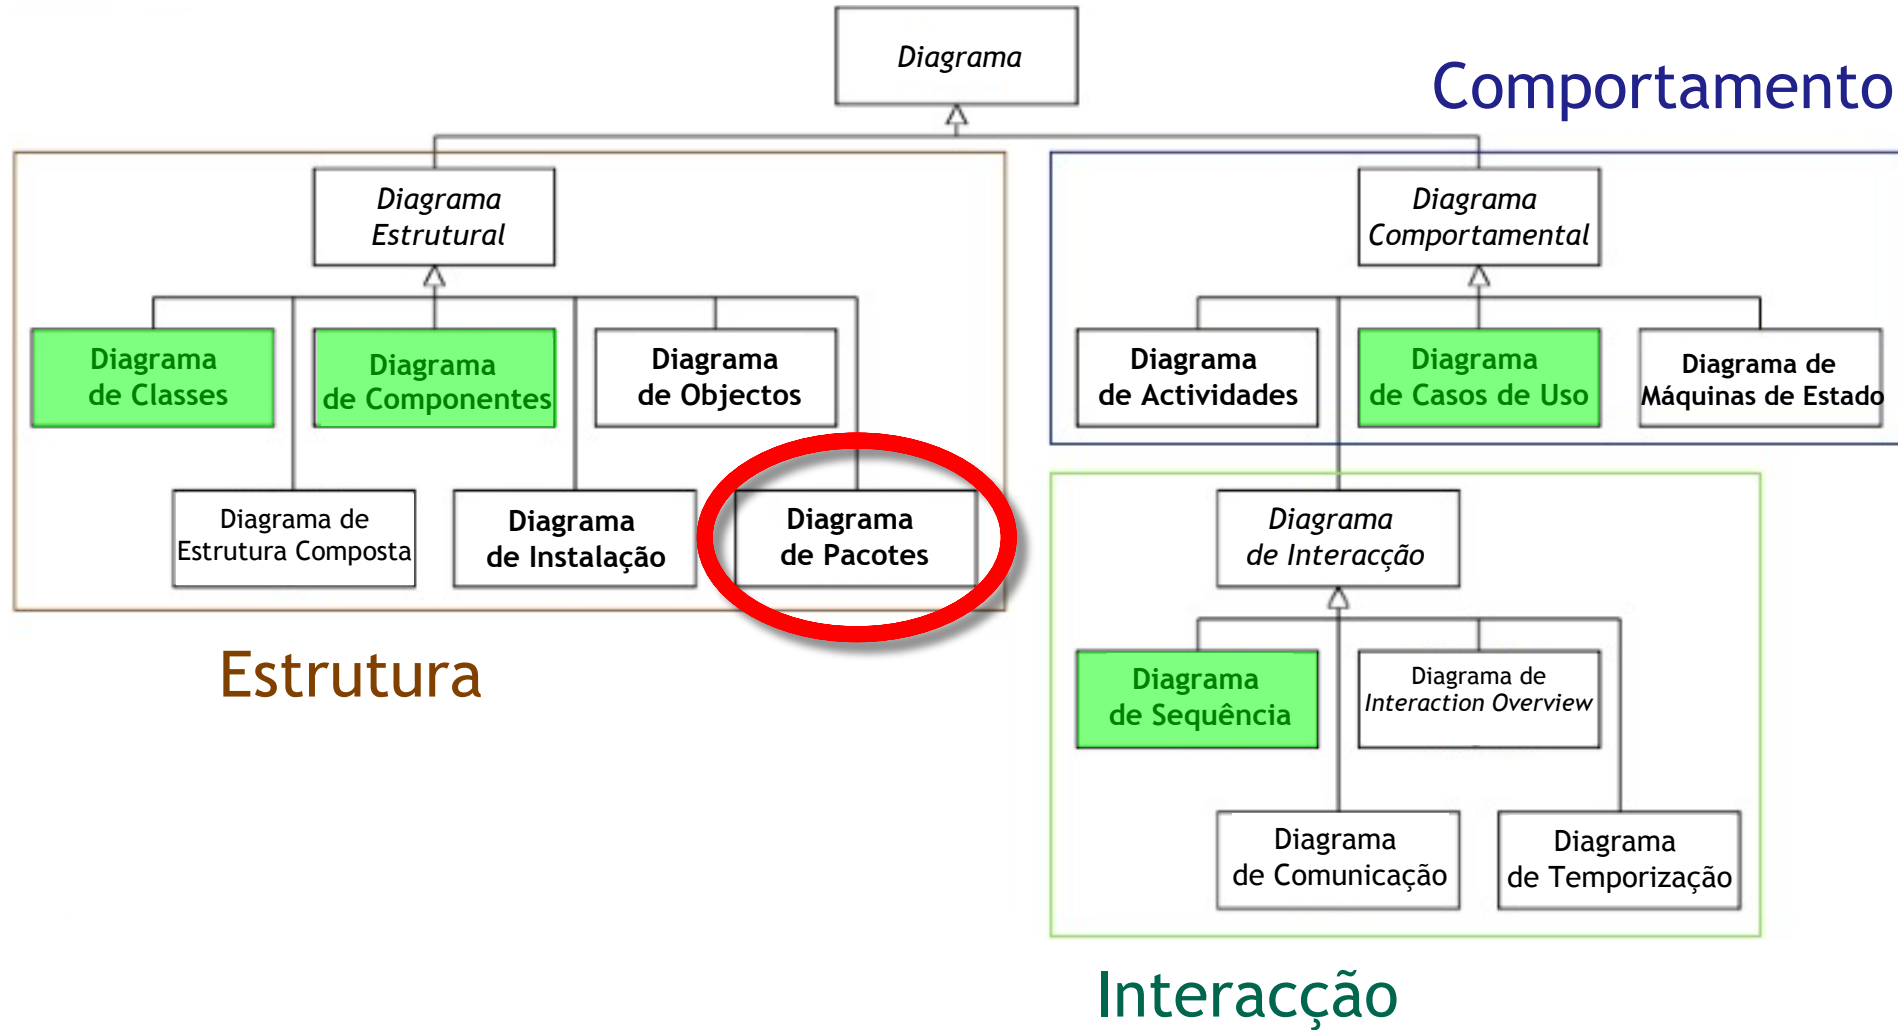 Diagrama
Comportamento
Diagrama
Estrutural
Diagrama
Comportamental
Diagrama
de Classes
Diagrama
de Componentes
Diagrama
de Objectos
Diagrama
de Actividades
Diagrama
de Casos de Uso
Diagrama de
Máquinas de Estado
Diagrama de
Estrutura Composta
Diagrama
de Instalação
Diagrama
de Pacotes
Diagrama
de Interacção
Estrutura
Diagrama
de Sequência
Diagrama de
Interaction Overview
Diagrama
de Comunicação
Diagrama
de Temporização
Interacção